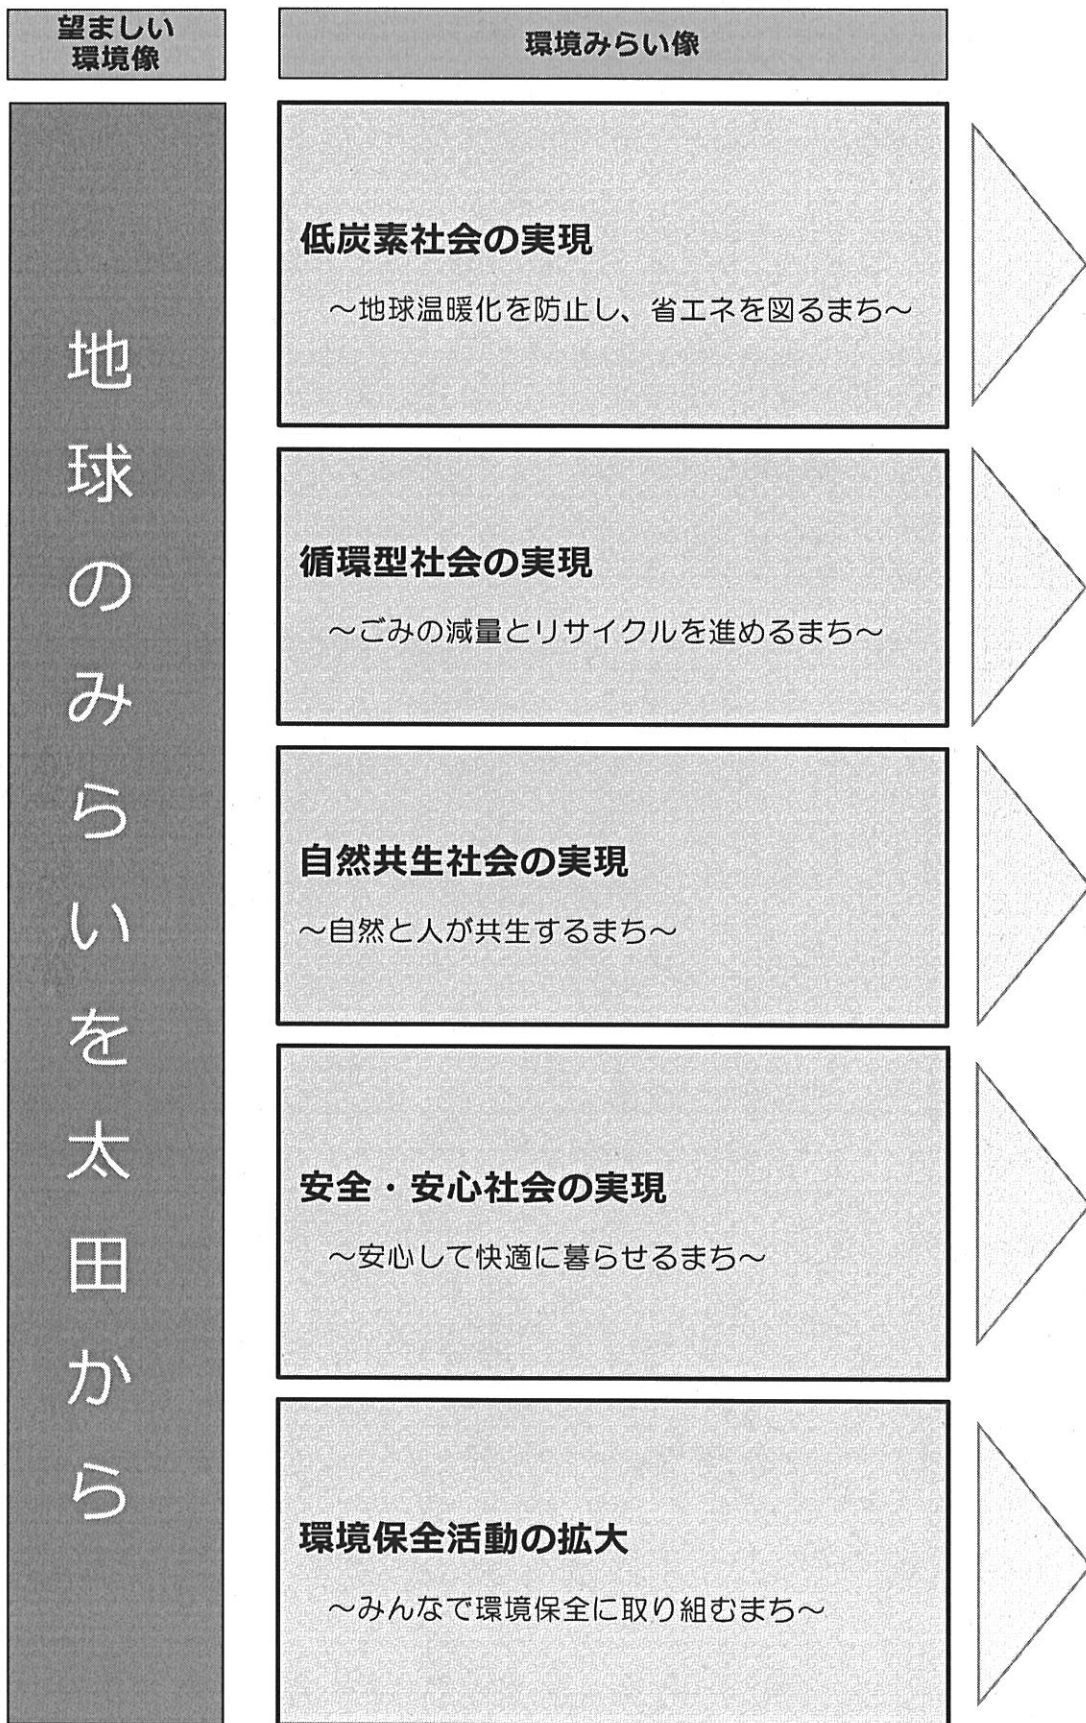 望ましい
環境像
環境みらい像
地球のみらいを太田から
低炭素社会の実現
～地球温暖化を防止し、省エネを図るまち～
循環型社会の実現
～ごみの減量とリサイクルを進めるまち～
自然共生社会の実現
～自然と人が共生するまち～
安全・安心社会の実現
～安心して快適に暮らせるまち～
環境保全活動の拡大
～みんなで環境保全に取り組むまち～